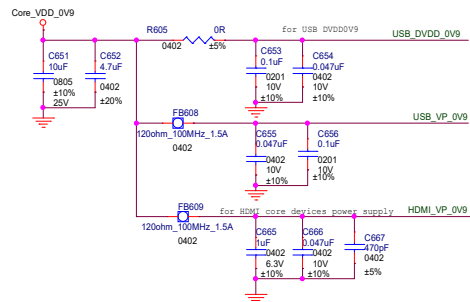 Core_VDD_0V9
R605 0R
0402 ±5%
for USB DVDD0V9
USB_DVDD_0V9
C651
10uF
0805
±10%
25V
C652
4.7uF
0402
±20%
C653
0.1uF
0201
10V
±10%
C654
0.047uF
0402
10V
±10%
FB608
120ohm_100MHz_1.5A
0402
USB_VP_0V9
C655
0.047uF
0402
10V
±10%
C656
0.1uF
0201
10V
±10%
FB609
120ohm_100MHz_1.5A
0402
for HDMI core devices power supply
HDMI_VP_0V9
C665
1uF
0402
6.3V
±10%
C666
0.047uF
0402
10V
±10%
C667
470pF
0402
±5%